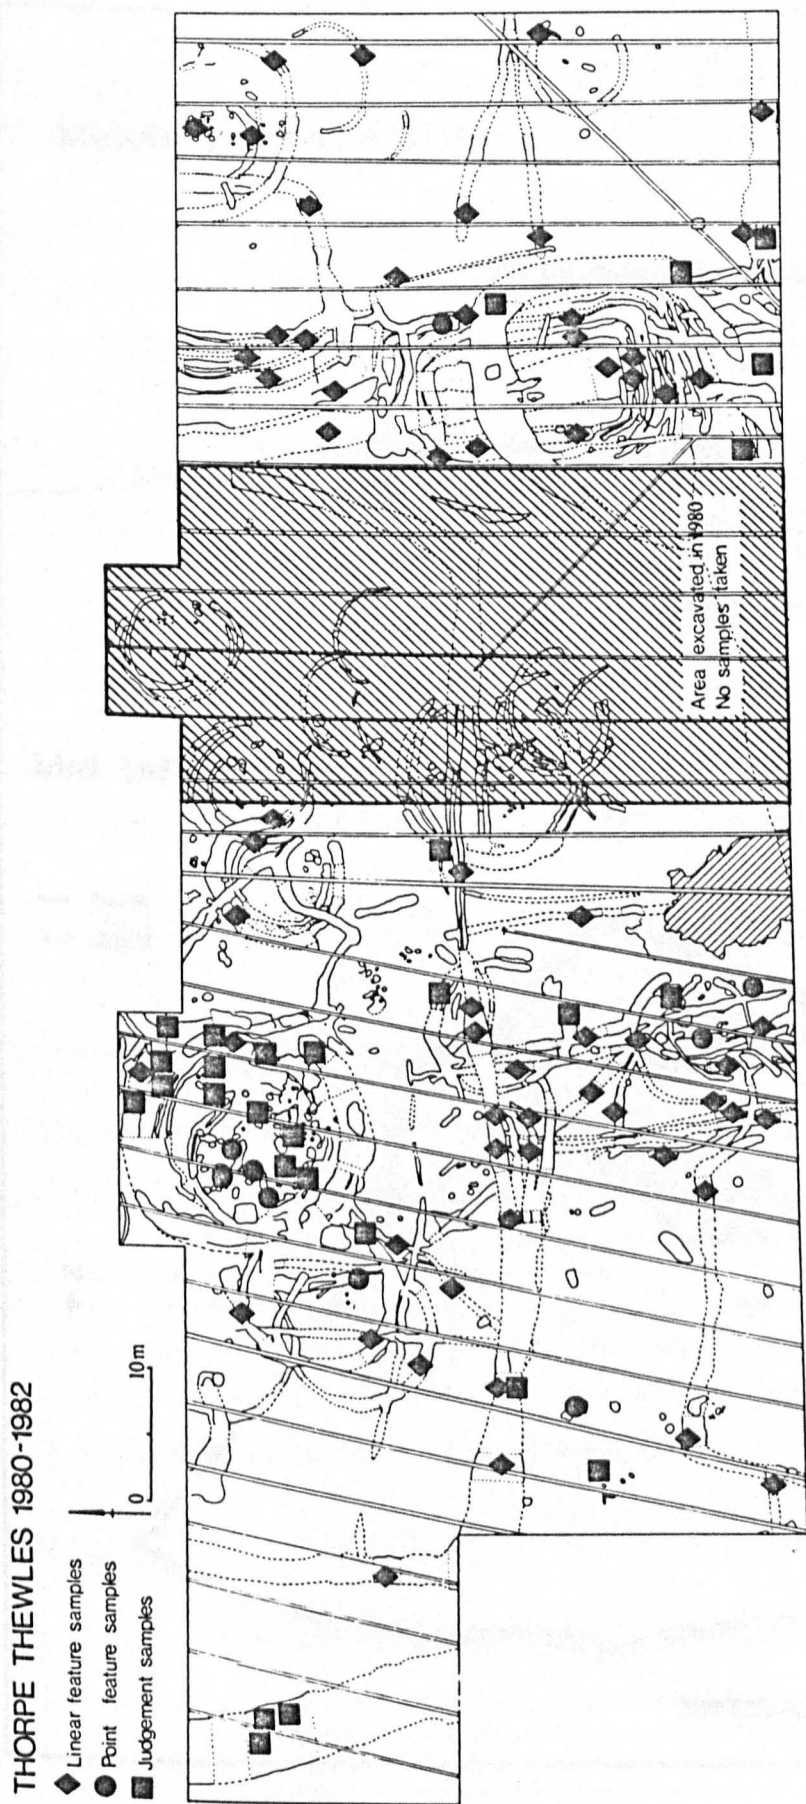 THORPE THEWLES 1980-1982
0 10m
Linear feature samples
Point feature samples
Judgement samples
Area excavated in 1980
No samples taken